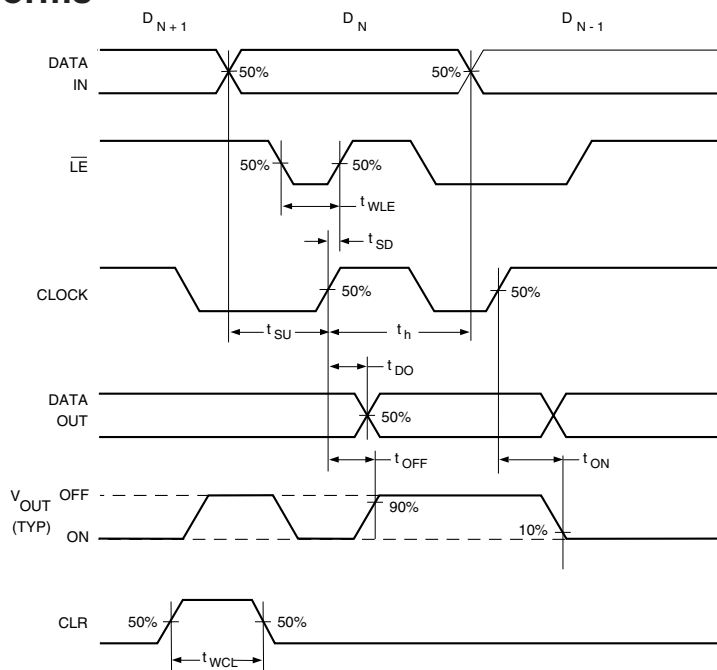 D N + 1 D N D N - 1
DATA IN 50% 50%
LE 50% 50%
t WLE
t SD
CLOCK 50% 50%
t SU t h
t DO
DATA OUT 50%
t OFF t ON
V OUT (TYP) OFF 90%
ON 10%
CLR 50% 50%
t WCL